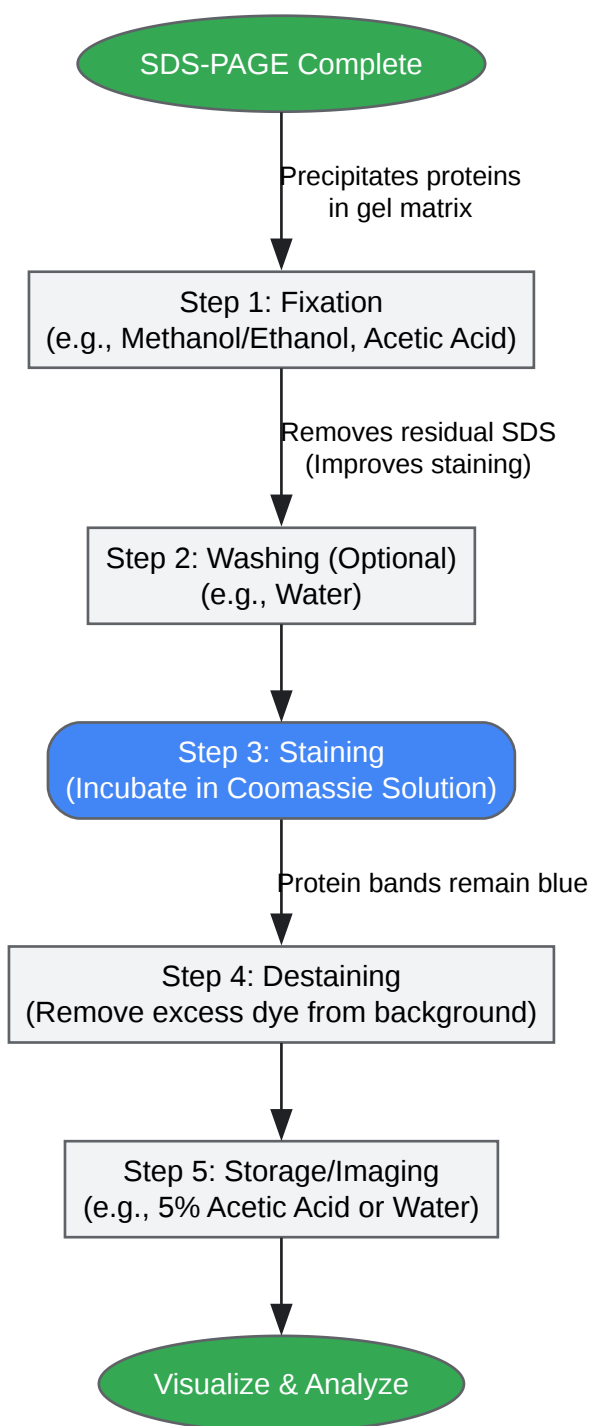 SDS-PAGE Complete
Precipitates proteins
in gel matrix
Step 1: Fixation
(e.g., Methanol/Ethanol, Acetic Acid)
Removes residual SDS
(Improves staining)
Step 2: Washing (Optional)
(e.g., Water)
Step 3: Staining
(Incubate in Coomassie Solution)
Protein bands remain blue
Step 4: Destaining
(Remove excess dye from background)
Step 5: Storage/Imaging
(e.g., 5% Acetic Acid or Water)
Visualize & Analyze